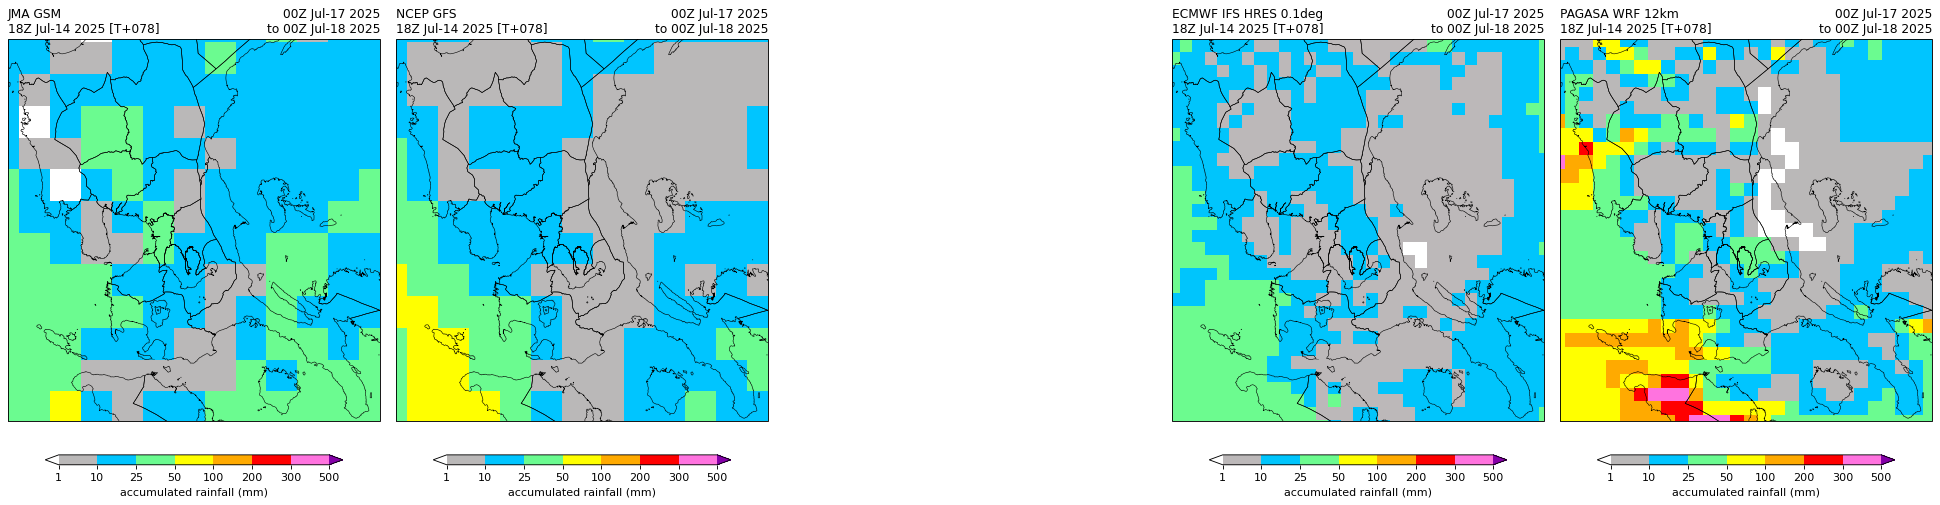 JMA GSM 00Z Jul-17 2025
18Z Jul-14 2025 [T+078] to 00Z Jul-18 2025
1 10 25 50 100 200 300 500
accumulated rainfall (mm)
NCEP GFS 00Z Jul-17 2025
18Z Jul-14 2025 [T+078] to 00Z Jul-18 2025
1 10 25 50 100 200 300 500
accumulated rainfall (mm)
ECMWF IFS HRES 0.1deg 00Z Jul-17 2025
18Z Jul-14 2025 [T+078] to 00Z Jul-18 2025
1 10 25 50 100 200 300 500
accumulated rainfall (mm)
PAGASA WRF 12km 00Z Jul-17 2025
18Z Jul-14 2025 [T+078] to 00Z Jul-18 2025
1 10 25 50 100 200 300 500
accumulated rainfall (mm)